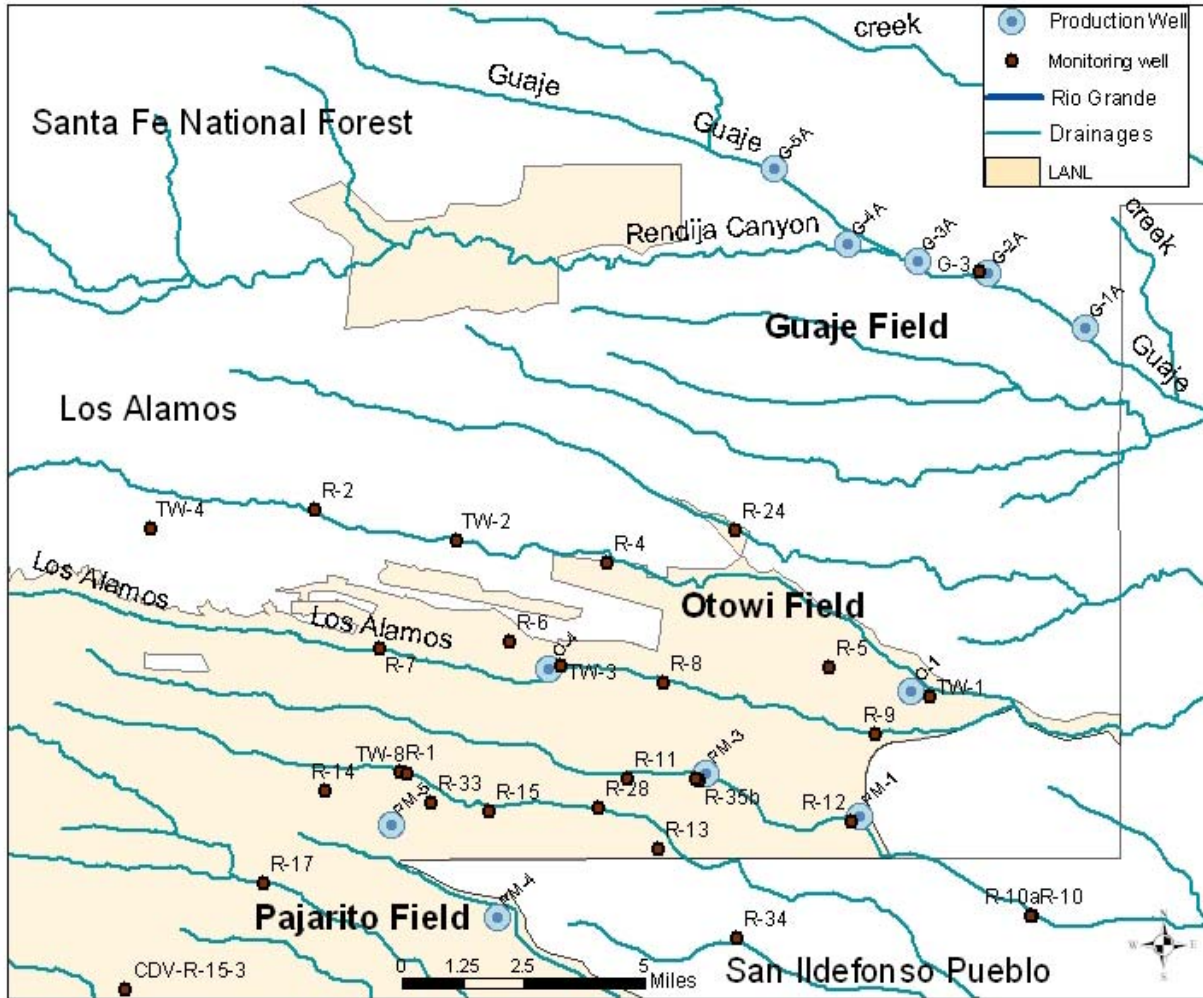 creek
Production Well
Monitoring well
Rio Grande
Drainages
LANL
Guaje
Santa Fe National Forest
Guaje
G-5A
Rendija Canyon
G-4A
G-3A
G-3
G-2A
creek
G-1A
Guaje Field
Guaje
Los Alamos
R-2
TW-4
TW-2
R-24
R-4
Los Alamos
Otowi Field
Los Alamos
R-6
O-4
TW-3
R-7
R-8
R-5
O-1
TW-1
R-9
TW-8
R-1
R-14
R-33
PM-5
R-15
R-11
R-28
PM-3
R-35b
R-12
PM-1
R-13
R-17
PM-4
Pajarito Field
R-34
R-10a
R-10
N
W
E
S
CDV-R-15-3
0 1.25 2.5 5
Miles
San Ildefonso Pueblo